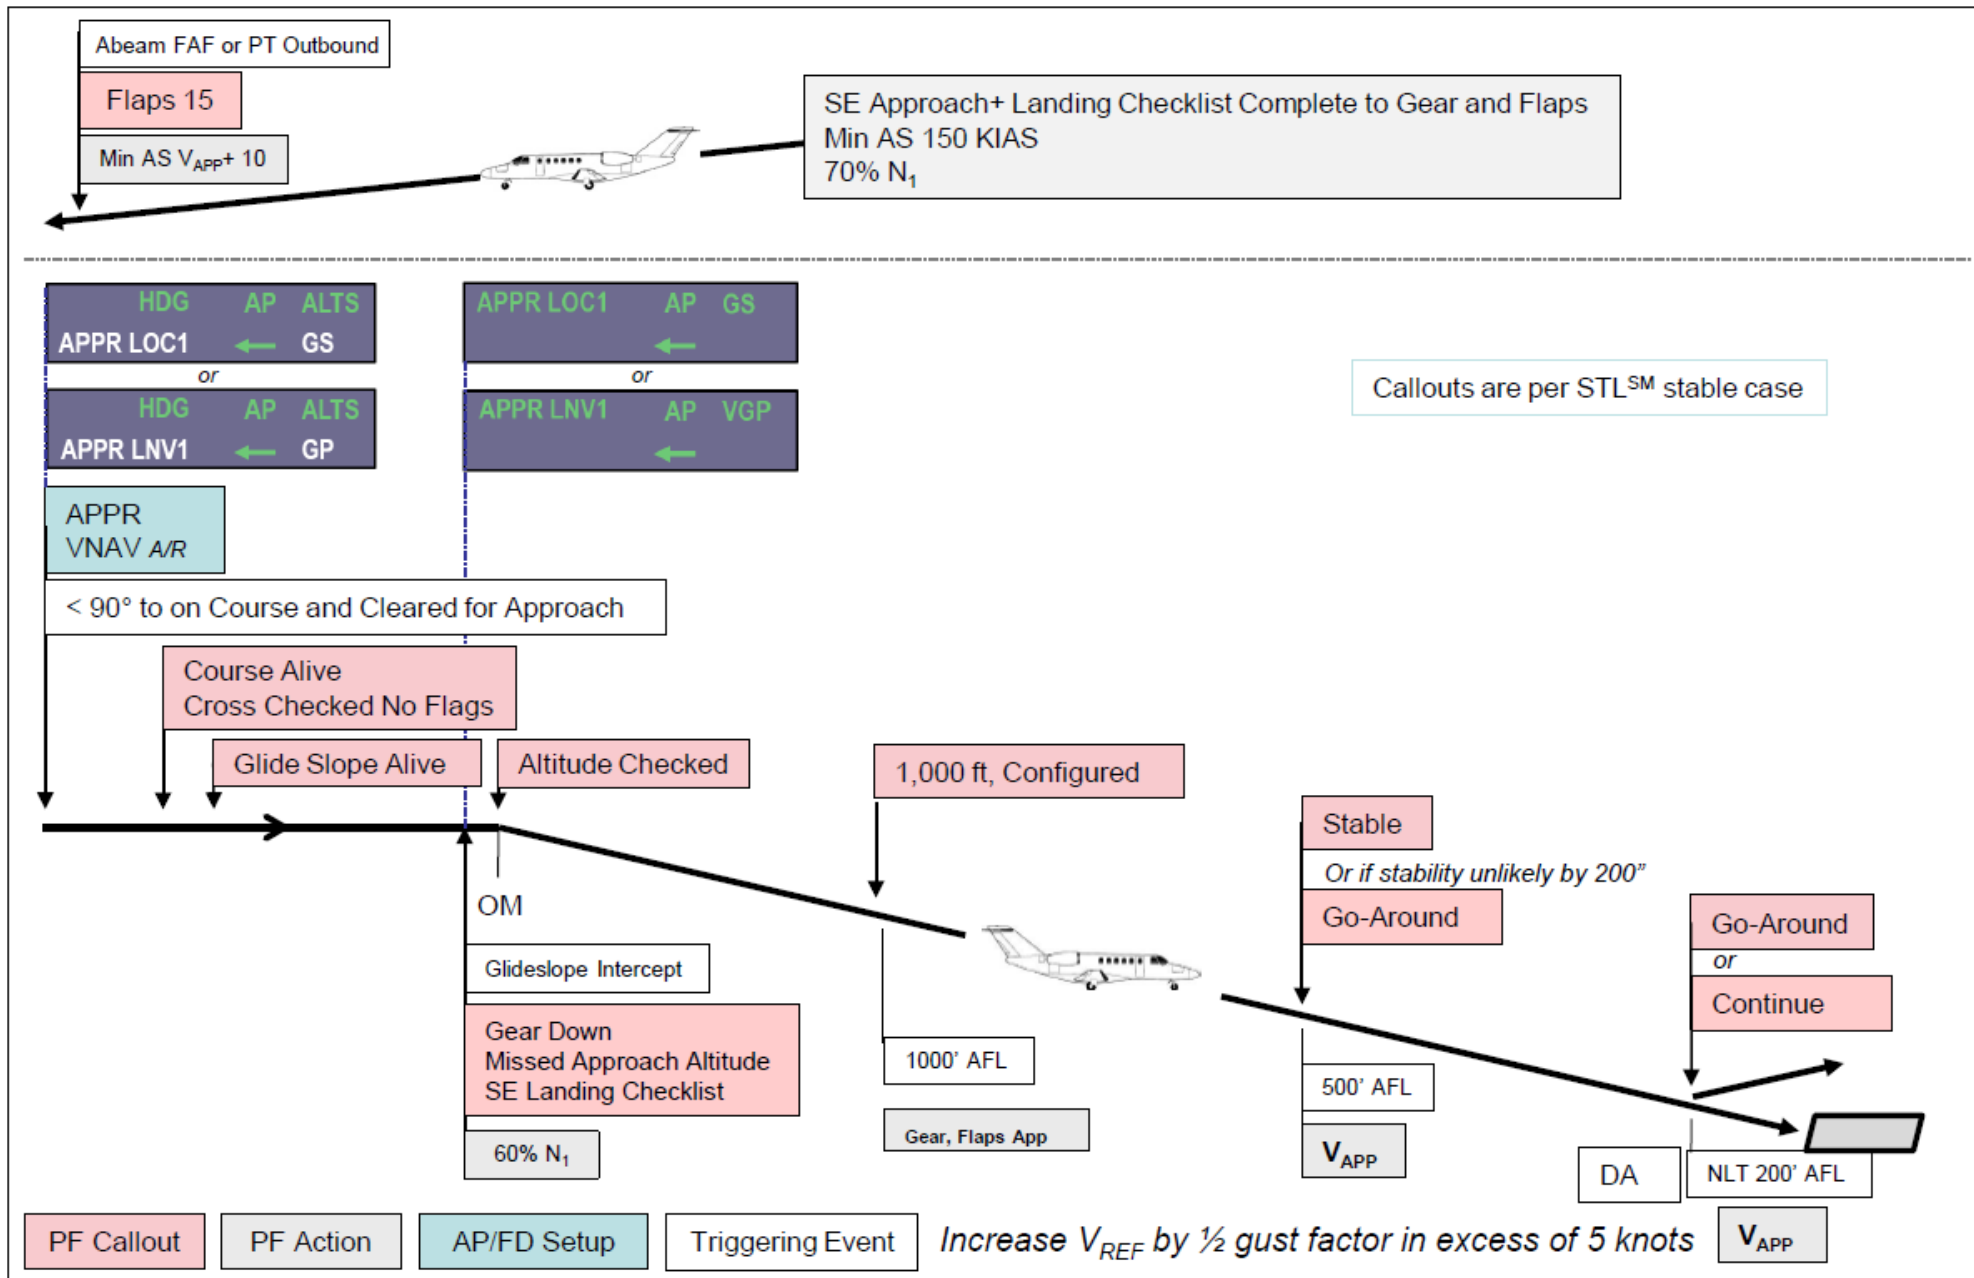 Abeam FAF or PT Outbound
Flaps 15
Min AS VAPP+ 10
SE Approach+ Landing Checklist Complete to Gear and Flaps
Min AS 150 KIAS
70% N1
HDG AP ALTS
APPR LOC1 ← GS
or
HDG AP ALTS
APPR LNV1 ← GP
APPR LOC1 AP GS
←
or
APPR LNV1 AP VGP
←
Callouts are per STLSM stable case
APPR
VNAV A/R
< 90° to on Course and Cleared for Approach
Course Alive
Cross Checked No Flags
Glide Slope Alive
Altitude Checked
1,000 ft, Configured
Stable
Or if stability unlikely by 200”
Go-Around
Go-Around
or
Continue
OM
Glideslope Intercept
Gear Down
Missed Approach Altitude
SE Landing Checklist
60% N1
1000’ AFL
Gear, Flaps App
500’ AFL
VAPP
DA
NLT 200’ AFL
VAPP
PF Callout
PF Action
AP/FD Setup
Triggering Event
Increase VREF by ½ gust factor in excess of 5 knots